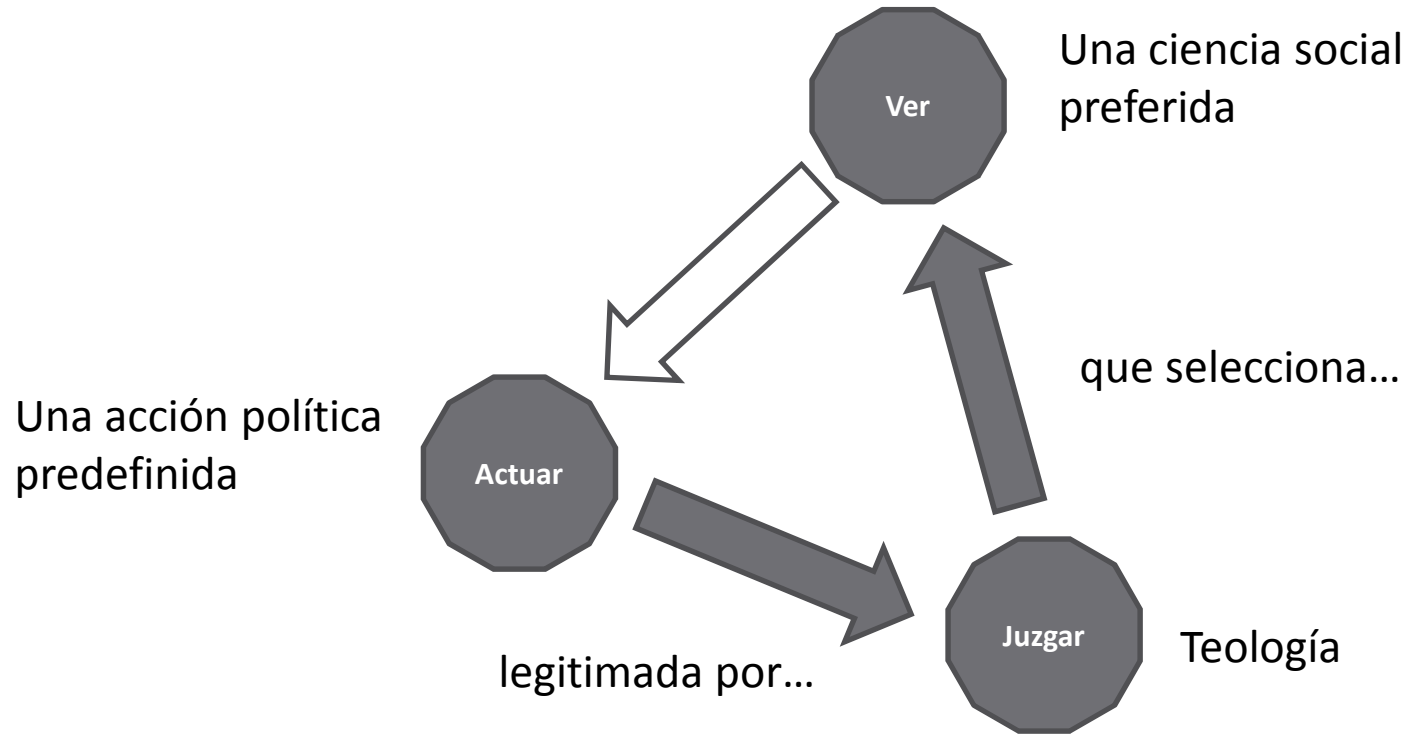 Ver
Una ciencia social
preferida
que selecciona…
Una acción política
predefinida
Actuar
Juzgar
Teología
legitimada por…